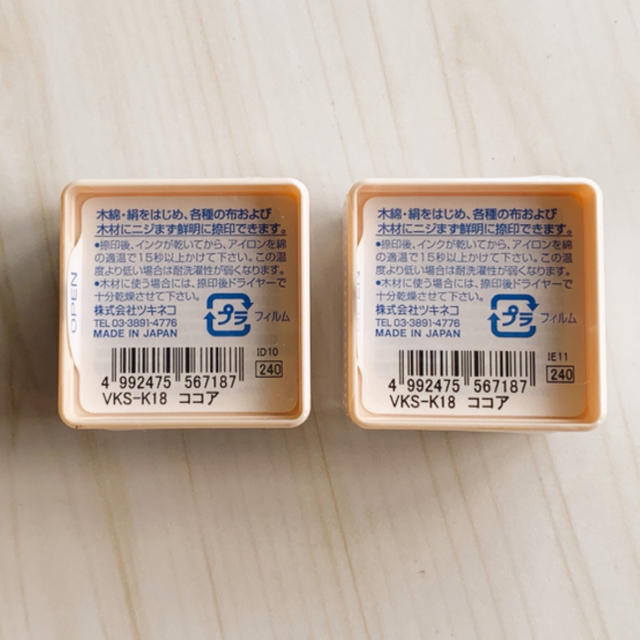 木綿・絹をはじめ、各種の布および
木材にニジまず鮮明に捺印できます。
●捺印後、インクが乾いてから、アイロンを綿
の適温で15秒以上かけて下さい。この温
度より低い場合は耐洗濯性が弱くなります。
●木材に使う場合には、捺印後ドライヤーで
十分乾燥させて下さい。
株式会社ツキネコ
TEL 03-3891-4776
MADE IN JAPAN
プラ
フィルム
OPEN
ID10
240
4 992475 567187
VKS-K18 ココア
木綿・絹をはじめ、各種の布および
木材にニジまず鮮明に捺印できます。
●捺印後、インクが乾いてから、アイロンを綿
の適温で15秒以上かけて下さい。この温
度より低い場合は耐洗濯性が弱くなります。
●木材に使う場合には、捺印後ドライヤーで
十分乾燥させて下さい。
株式会社ツキネコ
TEL 03-3891-4776
MADE IN JAPAN
プラ
フィルム
OPEN
IE11
240
4 992475 567187
VKS-K18 ココア